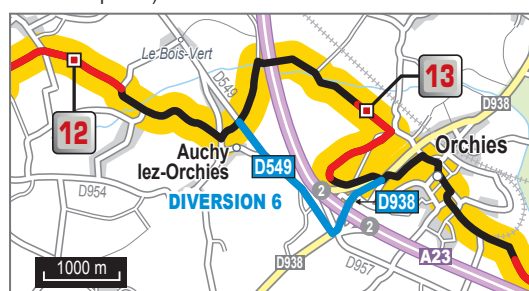 Le Bois-Vert
D549
13
D938
12
Auchy
lez-Orchies
D549
Orchies
D954
DIVERSION 6
2
D938
2
A23
1000 m
D938
D957